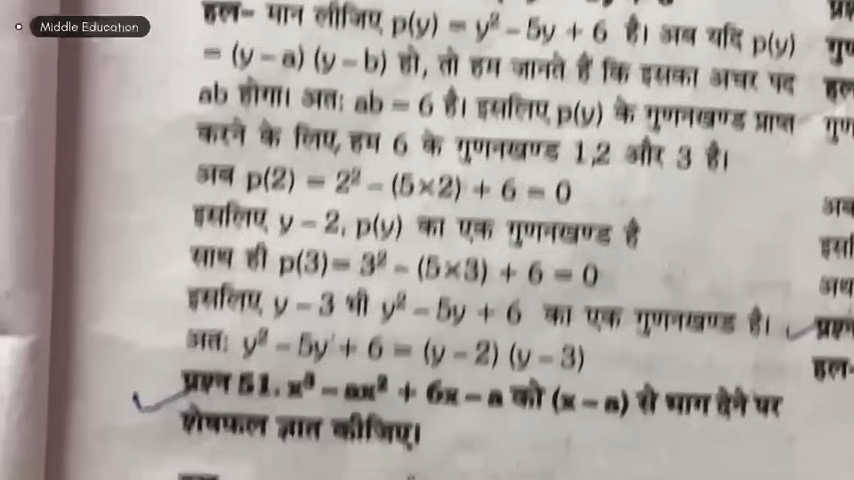 Middle Education
हल- मान लीजिए p(y) = y² – 5y + 6 है। अब यदि p(y)
= (y – a) (y – b) हो, तो हम जानते हैं कि इसका अचर पद
ab होगा। अतः ab = 6 है। इसलिए p(y) के गुणनखण्ड प्राप्त
करने के लिए, हम 6 के गुणनखण्ड 1,2 और 3 है।
अब p(2) = 2² – (5×2) + 6 = 0
इसलिए y – 2, p(y) का एक गुणनखण्ड है
साथ ही p(3)= 3² – (5×3) + 6 = 0
इसलिए y – 3 भी y² – 5y + 6 का एक गुणनखण्ड है।
अतः y² – 5y + 6 = (y – 2) (y – 3)
प्रश्न 51. x³ – ax² + 6x – a को (x – a) से भाग देने पर
शेषफल ज्ञात कीजिए।